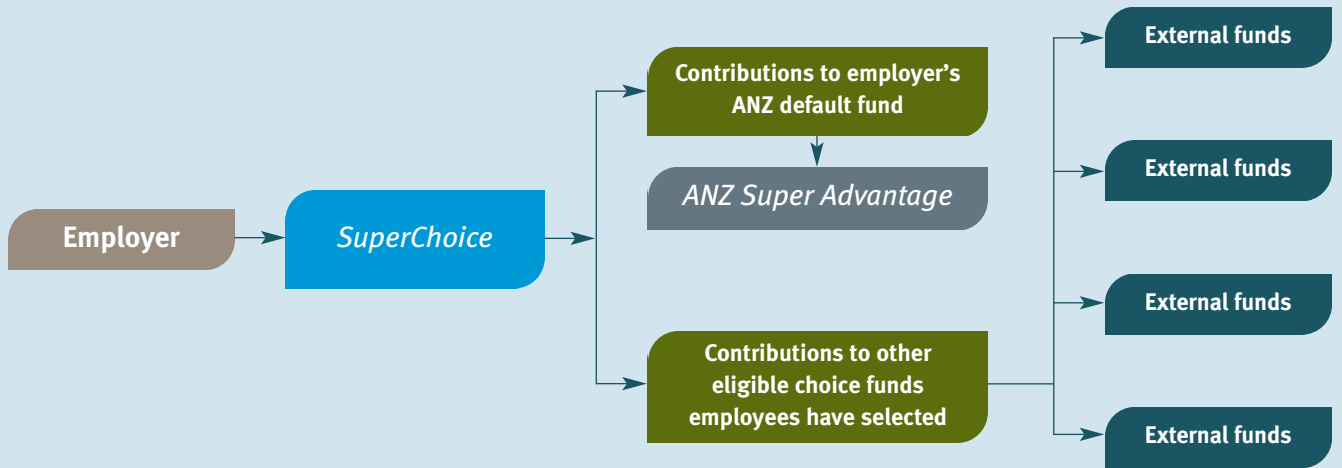 Employer
SuperChoice
Contributions to employer’s
ANZ default fund
ANZ Super Advantage
Contributions to other
eligible choice funds
employees have selected
External funds
External funds
External funds
External funds